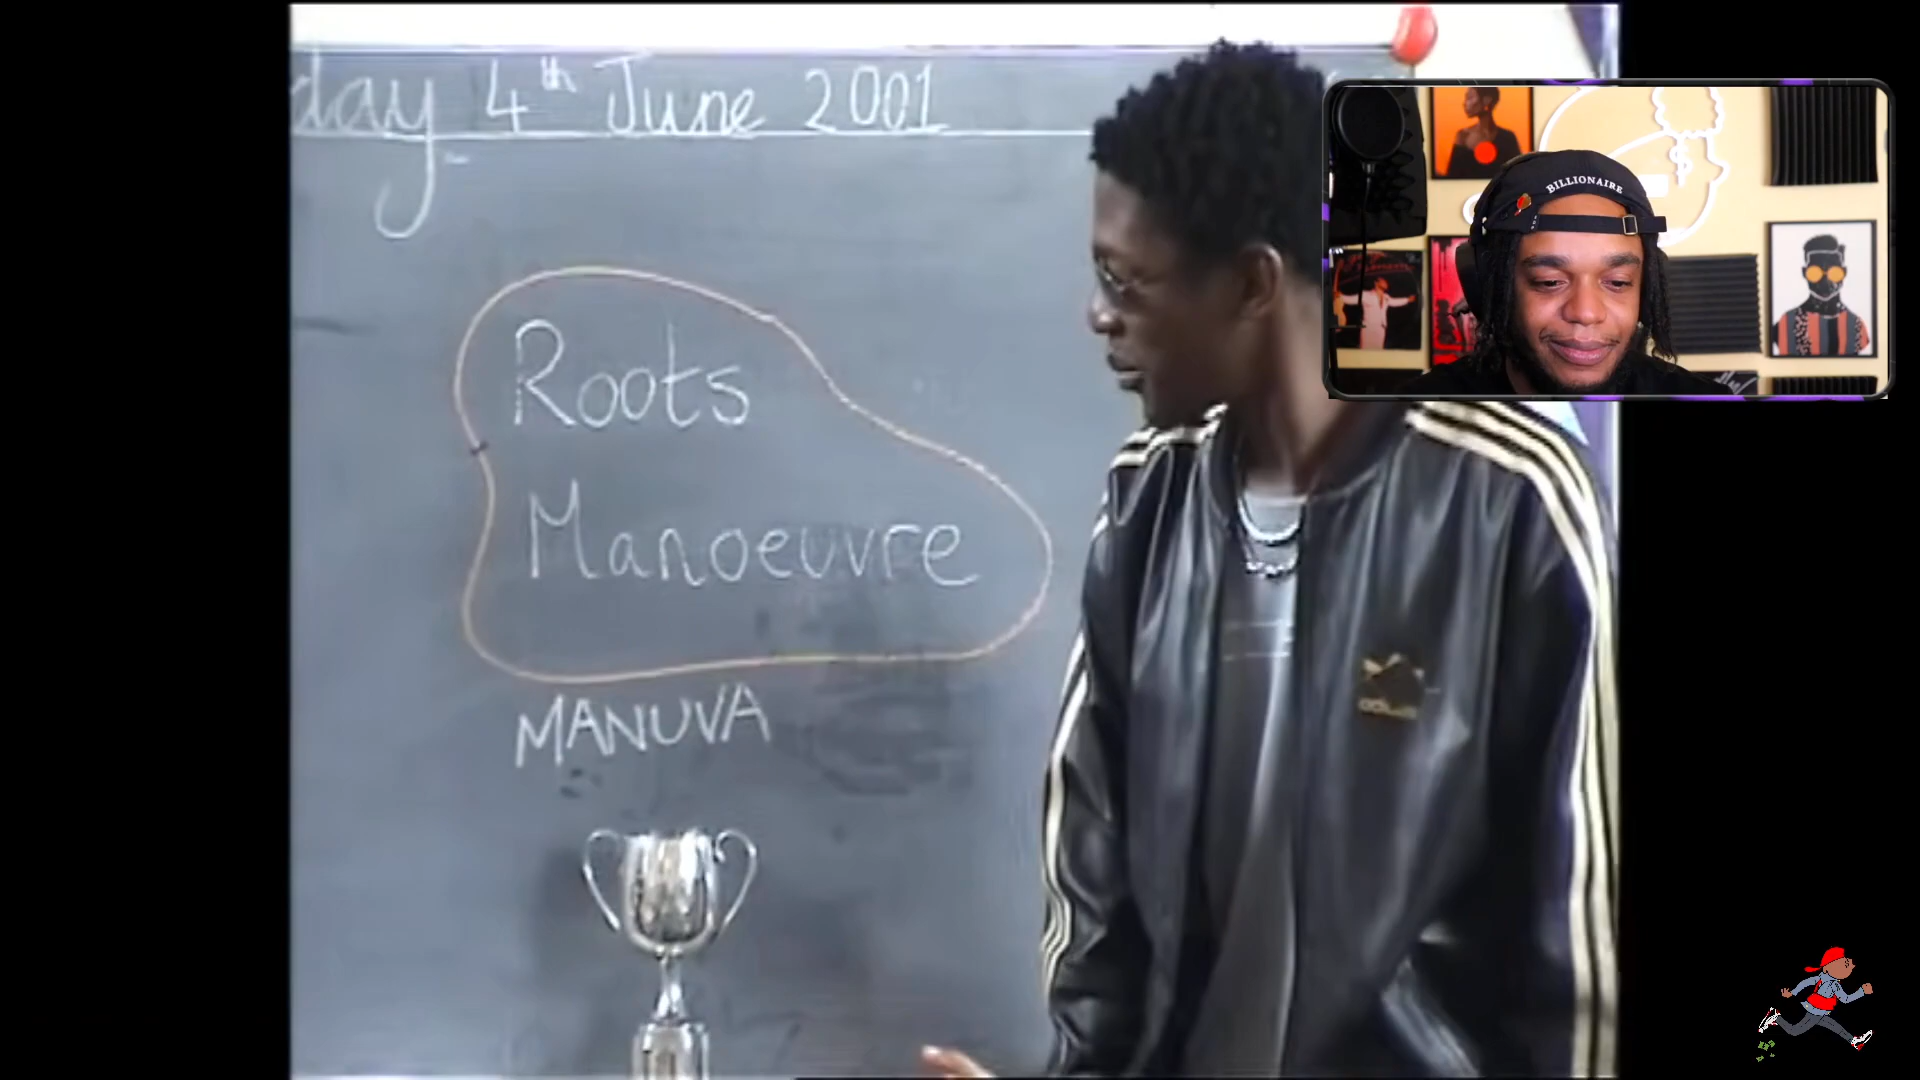 day 4th June 2001
Roots
Manoeuvre
MANUVA
BILLIONAIRE